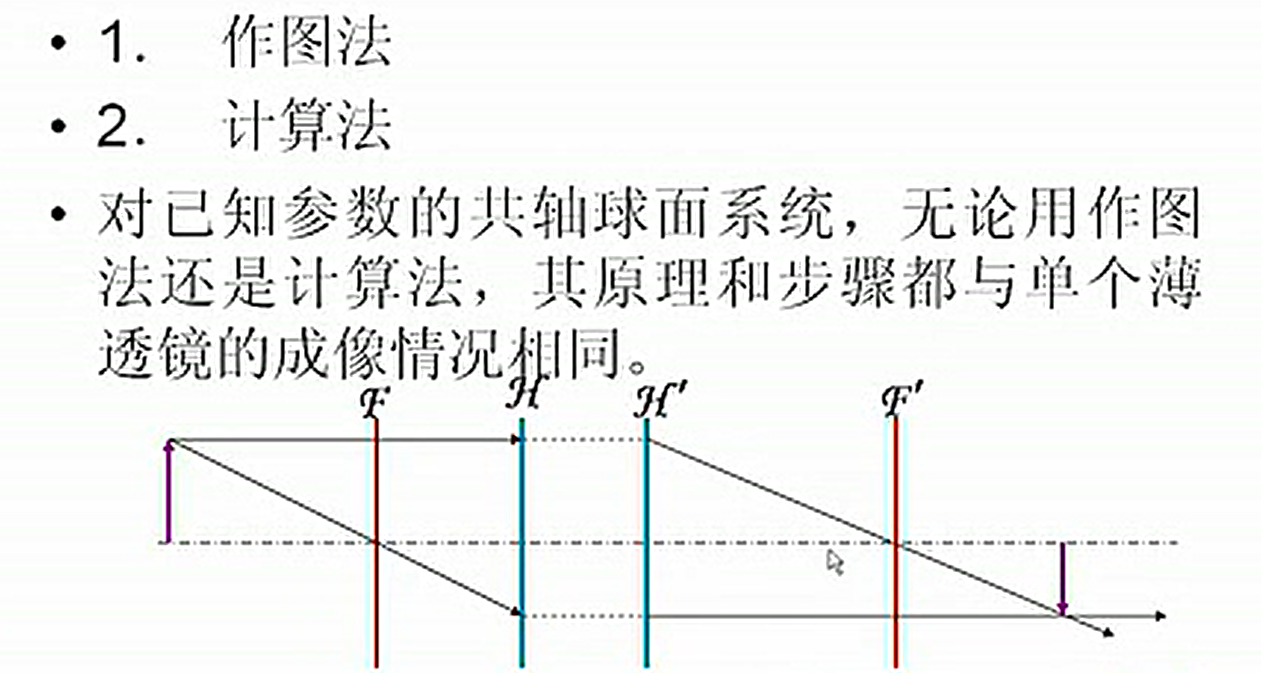 • 1. 作图法
• 2. 计算法
• 对已知参数的共轴球面系统，无论用作图
法还是计算法，其原理和步骤都与单个薄
透镜的成像情况相同。
F H H' F'